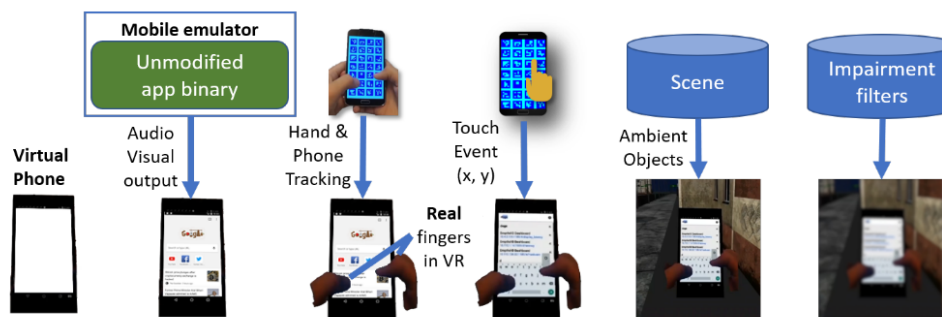 Mobile emulator
Unmodified
app binary
Scene
Impairment
filters
Audio
Visual
output
Hand &
Phone
Tracking
Touch
Event
(x, y)
Ambient
Objects
Virtual
Phone
Real
fingers
in VR
Google